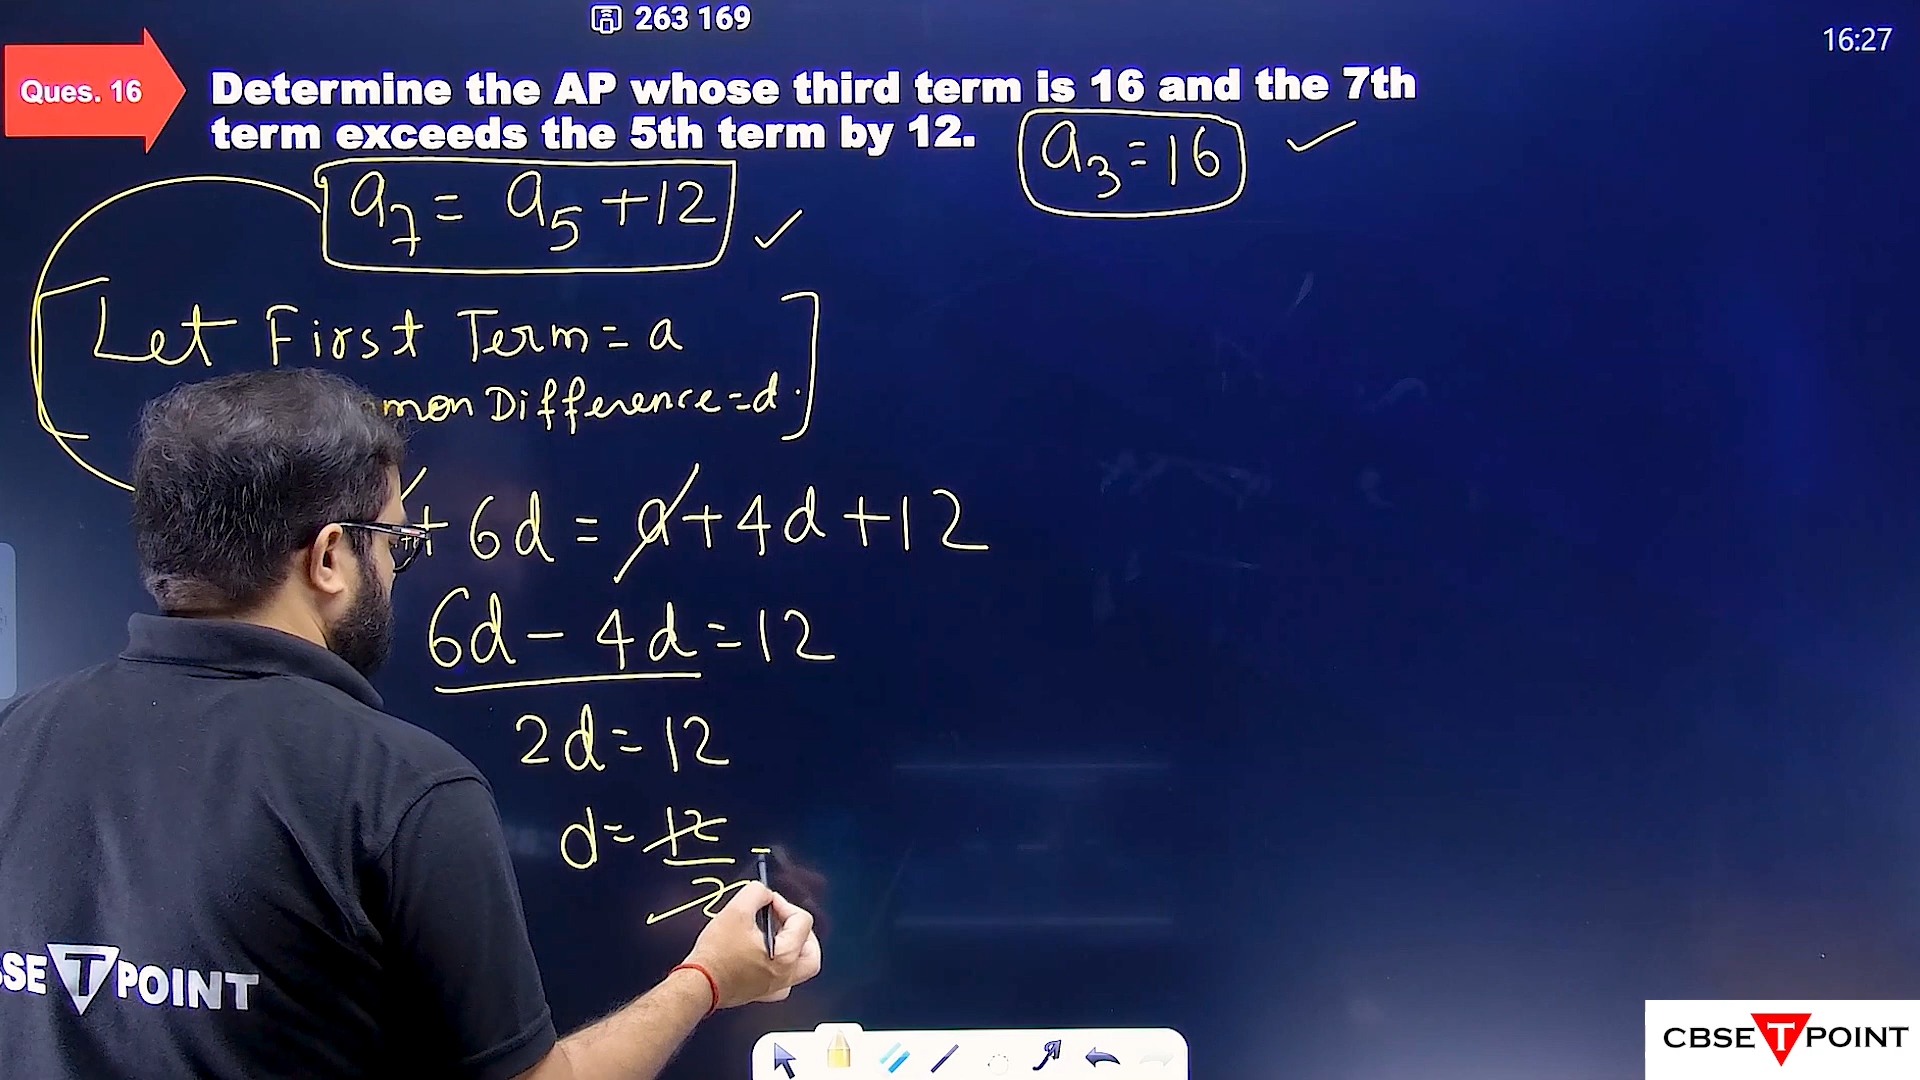 263 169
16:27
Ques. 16
Determine the AP whose third term is 16 and the 7th
term exceeds the 5th term by 12.
a₃ = 16
a₇ = a₅ + 12
Let First Term = a
mon Difference = d.
+ 6d = a + 4d + 12
6d - 4d = 12
2d = 12
d = 12/2 =
SE T POINT
CBSE T POINT